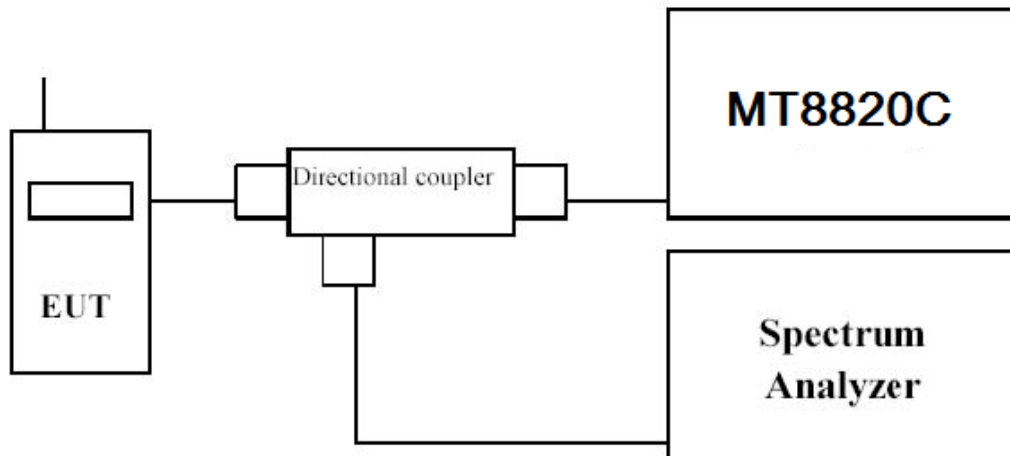 MT8820C
Directional coupler
EUT
Spectrum
Analyzer